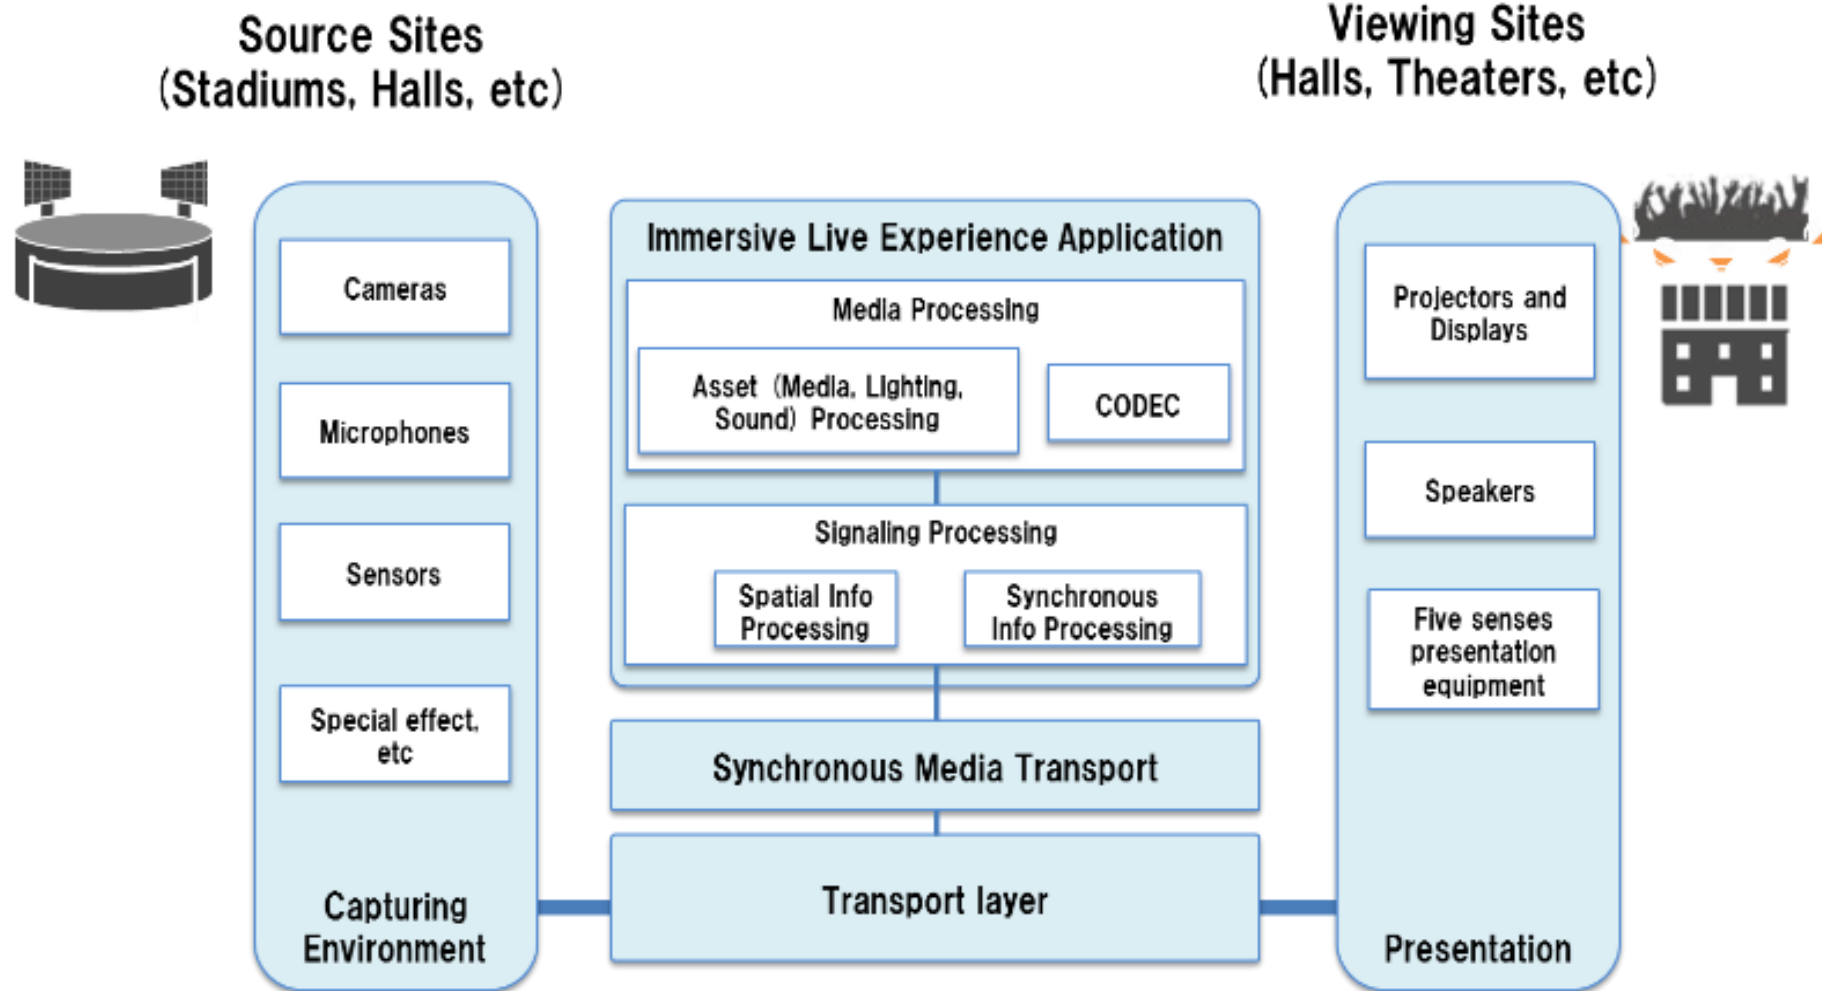 Source Sites
(Stadiums, Halls, etc)
Viewing Sites
(Halls, Theaters, etc)
Cameras
Microphones
Sensors
Special effect,
etc
Capturing
Environment
Immersive Live Experience Application
Media Processing
Asset (Media, Lighting,
Sound) Processing
CODEC
Signaling Processing
Spatial Info
Processing
Synchronous
Info Processing
Synchronous Media Transport
Transport layer
Projectors and
Displays
Speakers
Five senses
presentation
equipment
Presentation